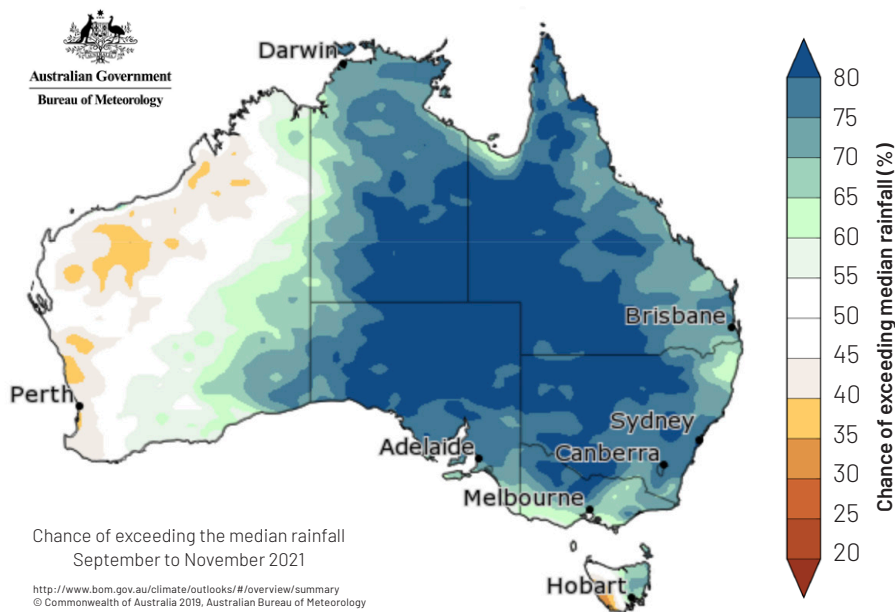 Australian Government
Bureau of Meteorology
Darwin
Brisbane
Perth
Sydney
Adelaide
Canberra
Melbourne
Hobart
80
75
70
65
60
55
50
45
40
35
30
25
20
Chance of exceeding median rainfall (%)
Chance of exceeding the median rainfall
September to November 2021
http://www.bom.gov.au/climate/outlooks/#/overview/summary
© Commonwealth of Australia 2019, Australian Bureau of Meteorology